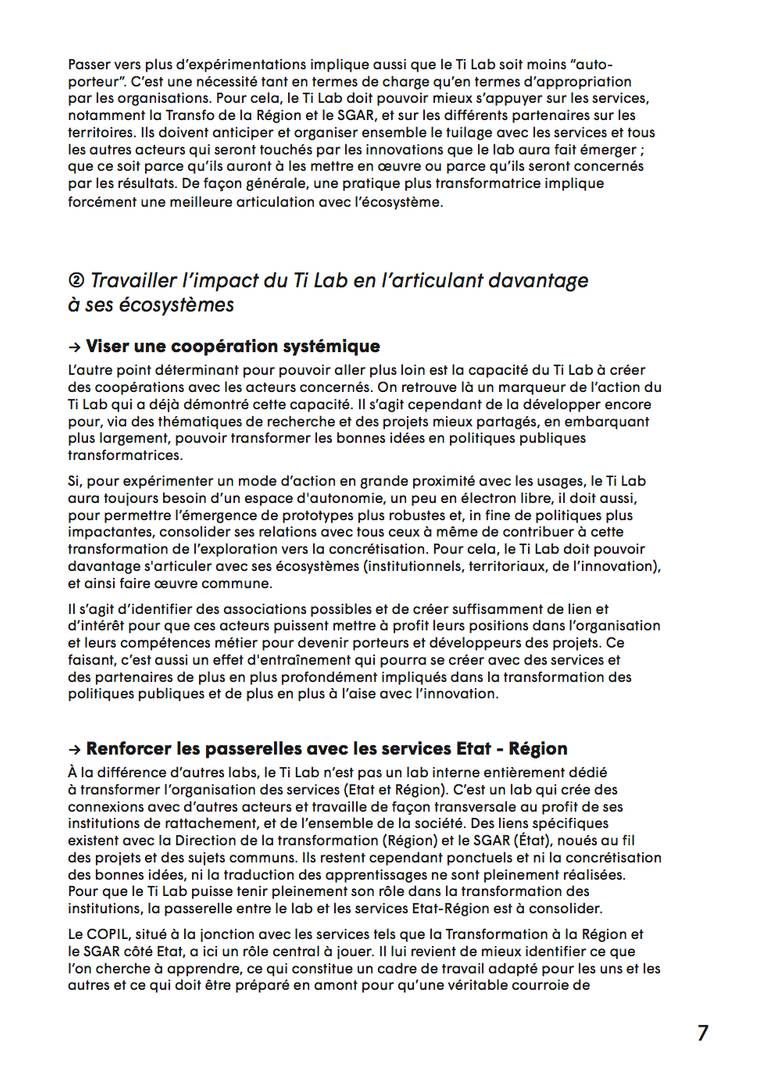 Passer vers plus d’expérimentations implique aussi que le Ti Lab soit moins “auto-
porteur”. C’est une nécessité tant en termes de charge qu’en termes d’appropriation
par les organisations. Pour cela, le Ti Lab doit pouvoir mieux s’appuyer sur les services,
notamment la Transfo de la Région et le SGAR, et sur les différents partenaires sur les
territoires. Ils doivent anticiper et organiser ensemble le tuilage avec les services et tous
les autres acteurs qui seront touchés par les innovations que le lab aura fait émerger ;
que ce soit parce qu’ils auront à les mettre en œuvre ou parce qu’ils seront concernés
par les résultats. De façon générale, une pratique plus transformatrice implique
forcément une meilleure articulation avec l’écosystème.
② Travailler l’impact du Ti Lab en l’articulant davantage
à ses écosystèmes
→ Viser une coopération systémique
L’autre point déterminant pour pouvoir aller plus loin est la capacité du Ti Lab à créer
des coopérations avec les acteurs concernés. On retrouve là un marqueur de l’action du
Ti Lab qui a déjà démontré cette capacité. Il s’agit cependant de la développer encore
pour, via des thématiques de recherche et des projets mieux partagés, en embarquant
plus largement, pouvoir transformer les bonnes idées en politiques publiques
transformatrices.
Si, pour expérimenter un mode d’action en grande proximité avec les usages, le Ti Lab
aura toujours besoin d’un espace d'autonomie, un peu en électron libre, il doit aussi,
pour permettre l’émergence de prototypes plus robustes et, in fine de politiques plus
impactantes, consolider ses relations avec tous ceux à même de contribuer à cette
transformation de l’exploration vers la concrétisation. Pour cela, le Ti Lab doit pouvoir
davantage s'articuler avec ses écosystèmes (institutionnels, territoriaux, de l’innovation),
et ainsi faire œuvre commune.
Il s’agit d’identifier des associations possibles et de créer suffisamment de lien et
d’intérêt pour que ces acteurs puissent mettre à profit leurs positions dans l’organisation
et leurs compétences métier pour devenir porteurs et développeurs des projets. Ce
faisant, c’est aussi un effet d'entraînement qui pourra se créer avec des services et
des partenaires de plus en plus profondément impliqués dans la transformation des
politiques publiques et de plus en plus à l’aise avec l’innovation.
→ Renforcer les passerelles avec les services Etat - Région
À la différence d’autres labs, le Ti Lab n’est pas un lab interne entièrement dédié
à transformer l’organisation des services (Etat et Région). C’est un lab qui crée des
connexions avec d’autres acteurs et travaille de façon transversale au profit de ses
institutions de rattachement, et de l’ensemble de la société. Des liens spécifiques
existent avec la Direction de la transformation (Région) et le SGAR (État), noués au fil
des projets et des sujets communs. Ils restent cependant ponctuels et ni la concrétisation
des bonnes idées, ni la traduction des apprentissages ne sont pleinement réalisées.
Pour que le Ti Lab puisse tenir pleinement son rôle dans la transformation des
institutions, la passerelle entre le lab et les services Etat-Région est à consolider.
Le COPIL, situé à la jonction avec les services tels que la Transformation à la Région et
le SGAR côté Etat, a ici un rôle central à jouer. Il lui revient de mieux identifier ce que
l’on cherche à apprendre, ce qui constitue un cadre de travail adapté pour les uns et les
autres et ce qui doit être préparé en amont pour qu’une véritable courroie de
7